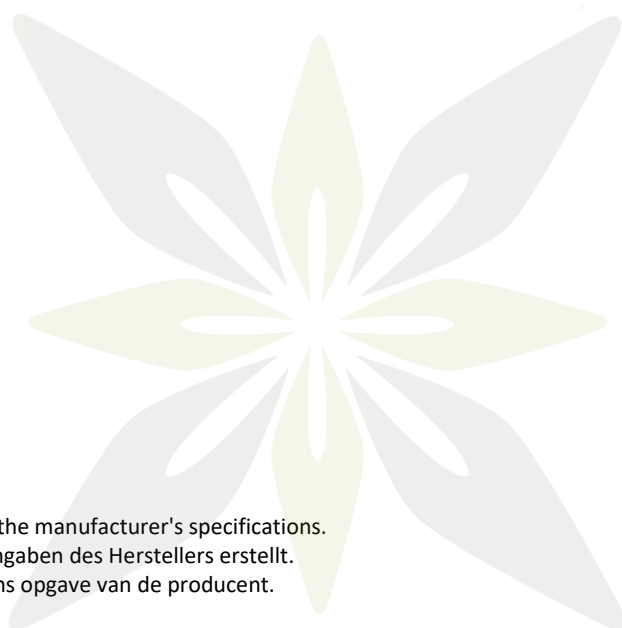 the manufacturer's specifications.
ngaben des Herstellers erstellt.
ns opgave van de producent.